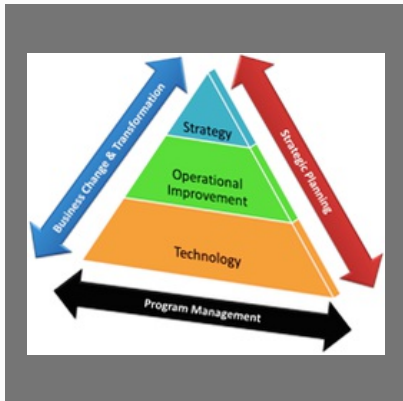 Business Change & Transformation
Strategic Planning
Strategy
Operational
Improvement
Technology
Program Management